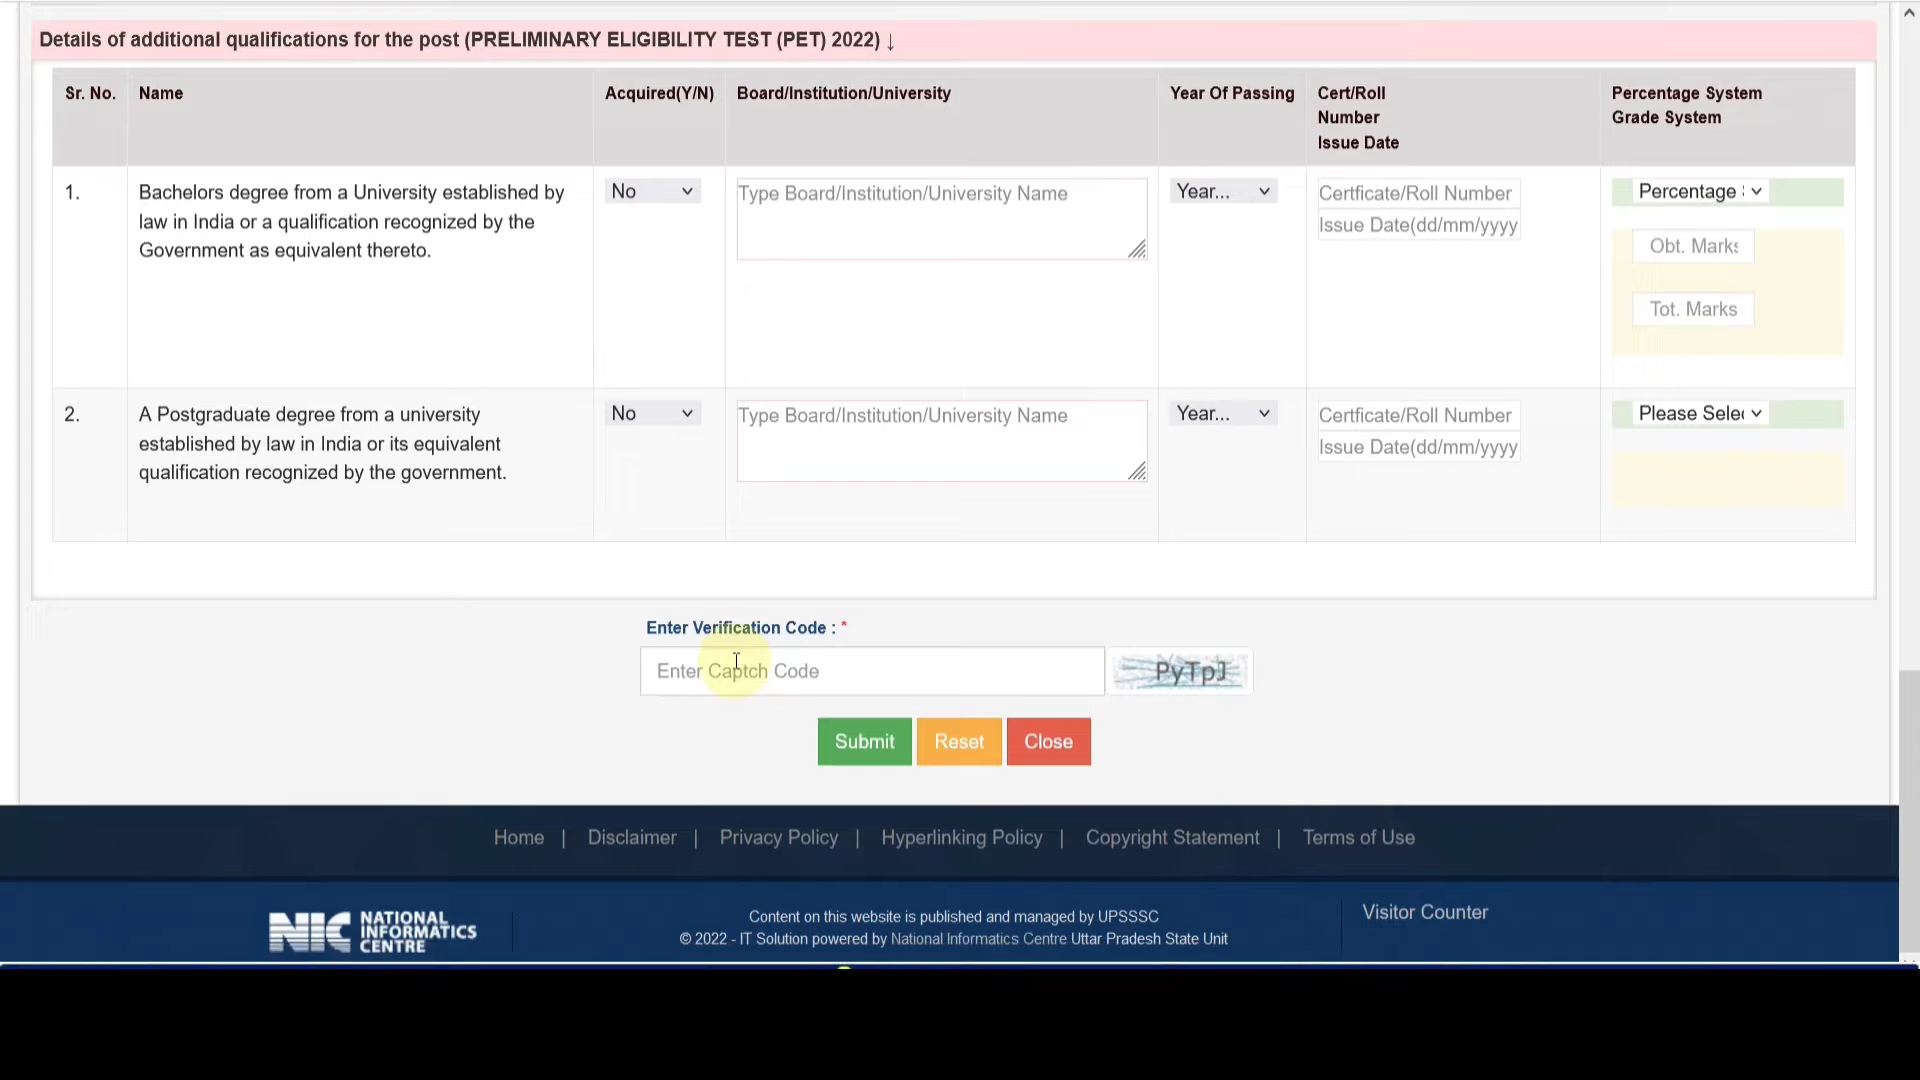 Details of additional qualifications for the post (PRELIMINARY ELIGIBILITY TEST (PET) 2022) ↓
Sr. No.
Name
Acquired(Y/N)
Board/Institution/University
Year Of Passing
Cert/Roll
Number
Issue Date
Percentage System
Grade System
1.
Bachelors degree from a University established by
law in India or a qualification recognized by the
Government as equivalent thereto.
No
Type Board/Institution/University Name
Year...
Certficate/Roll Number
Issue Date(dd/mm/yyyy
Percentage
Obt. Marks
Tot. Marks
2.
A Postgraduate degree from a university
established by law in India or its equivalent
qualification recognized by the government.
No
Type Board/Institution/University Name
Year...
Certficate/Roll Number
Issue Date(dd/mm/yyyy
Please Selec
Enter Verification Code : *
Enter Captch Code
PyTpJ
Submit
Reset
Close
Home | Disclaimer | Privacy Policy | Hyperlinking Policy | Copyright Statement | Terms of Use
NIC
NATIONAL
INFORMATICS
CENTRE
Content on this website is published and managed by UPSSSC
© 2022 - IT Solution powered by National Informatics Centre Uttar Pradesh State Unit
Visitor Counter